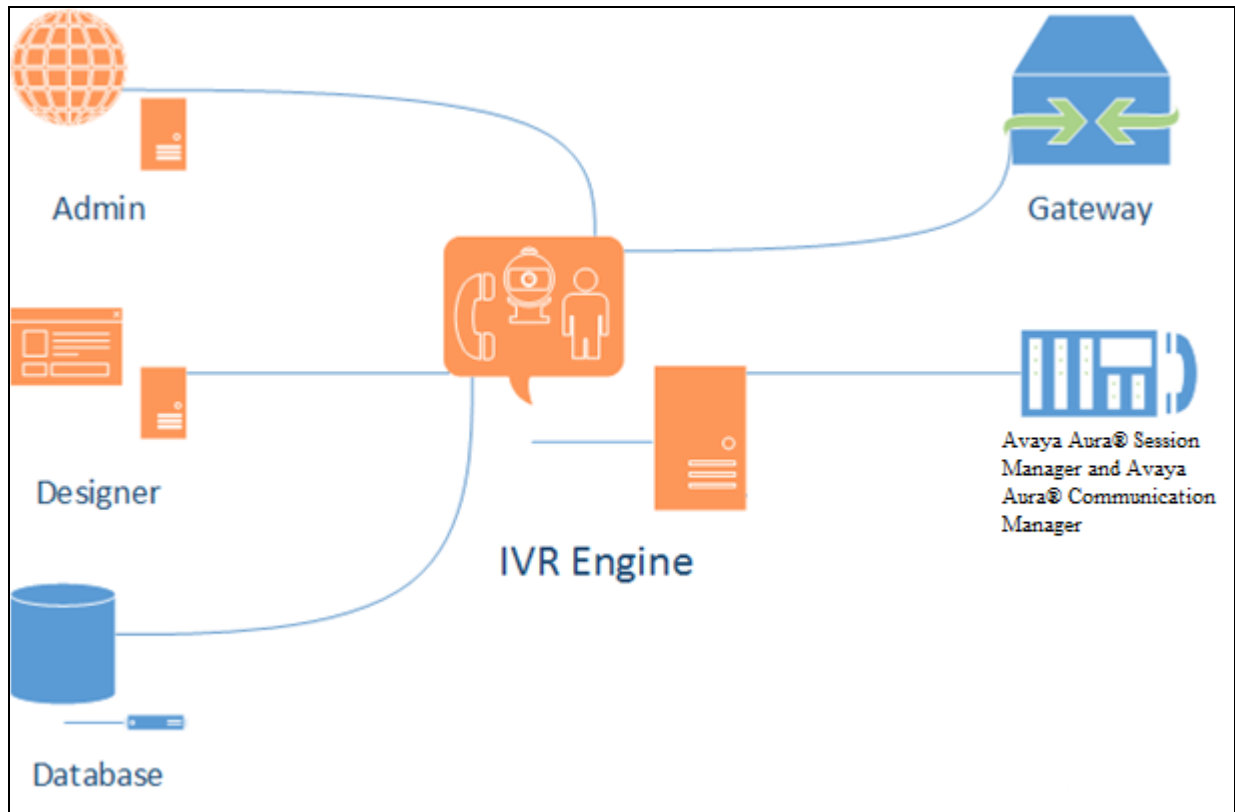 Admin
Gateway
Avaya Aura® Session
Manager and Avaya
Aura® Communication
Manager
Designer
IVR Engine
Database